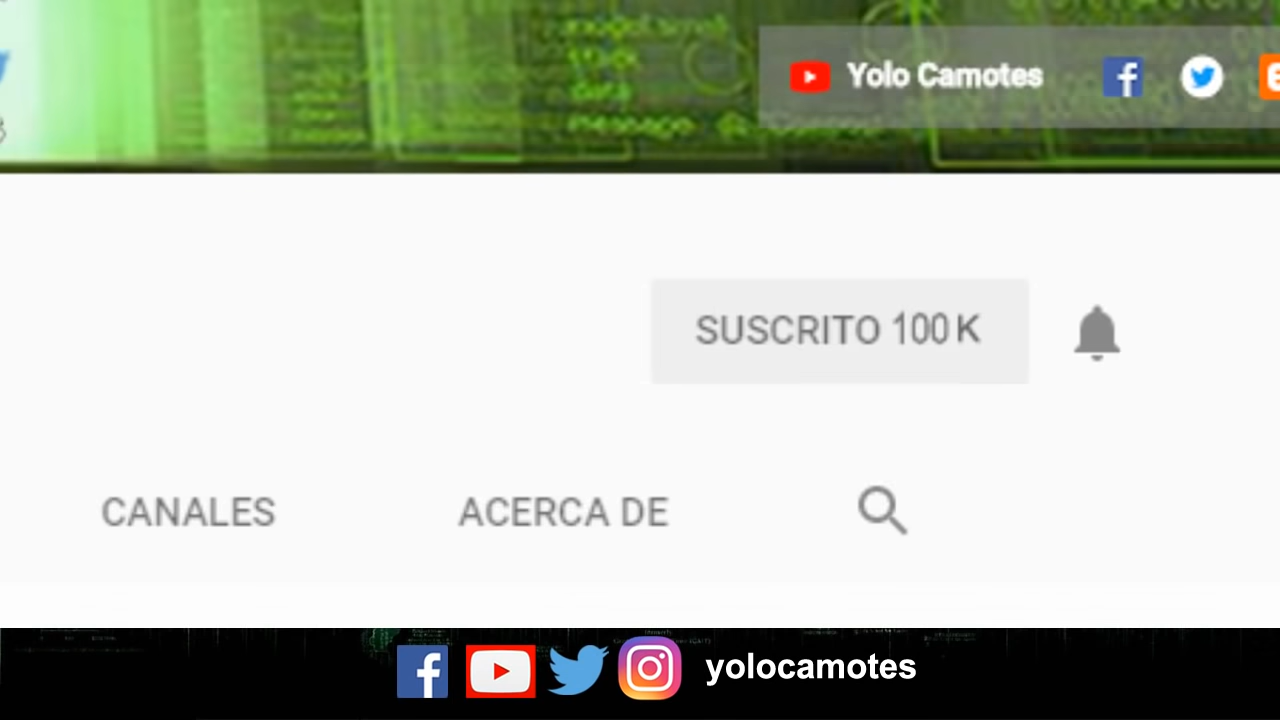 Yolo Camotes
SUSCRITO 100 K
CANALES
ACERCA DE
yolocamotes